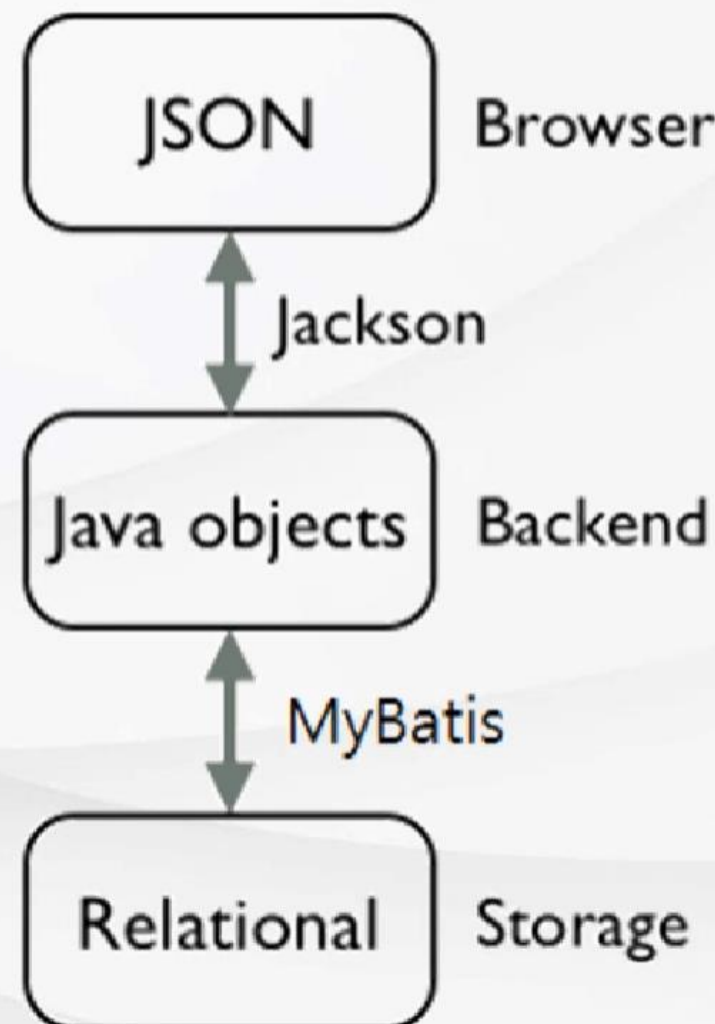 JSON Browser
Jackson
Java objects Backend
MyBatis
Relational Storage